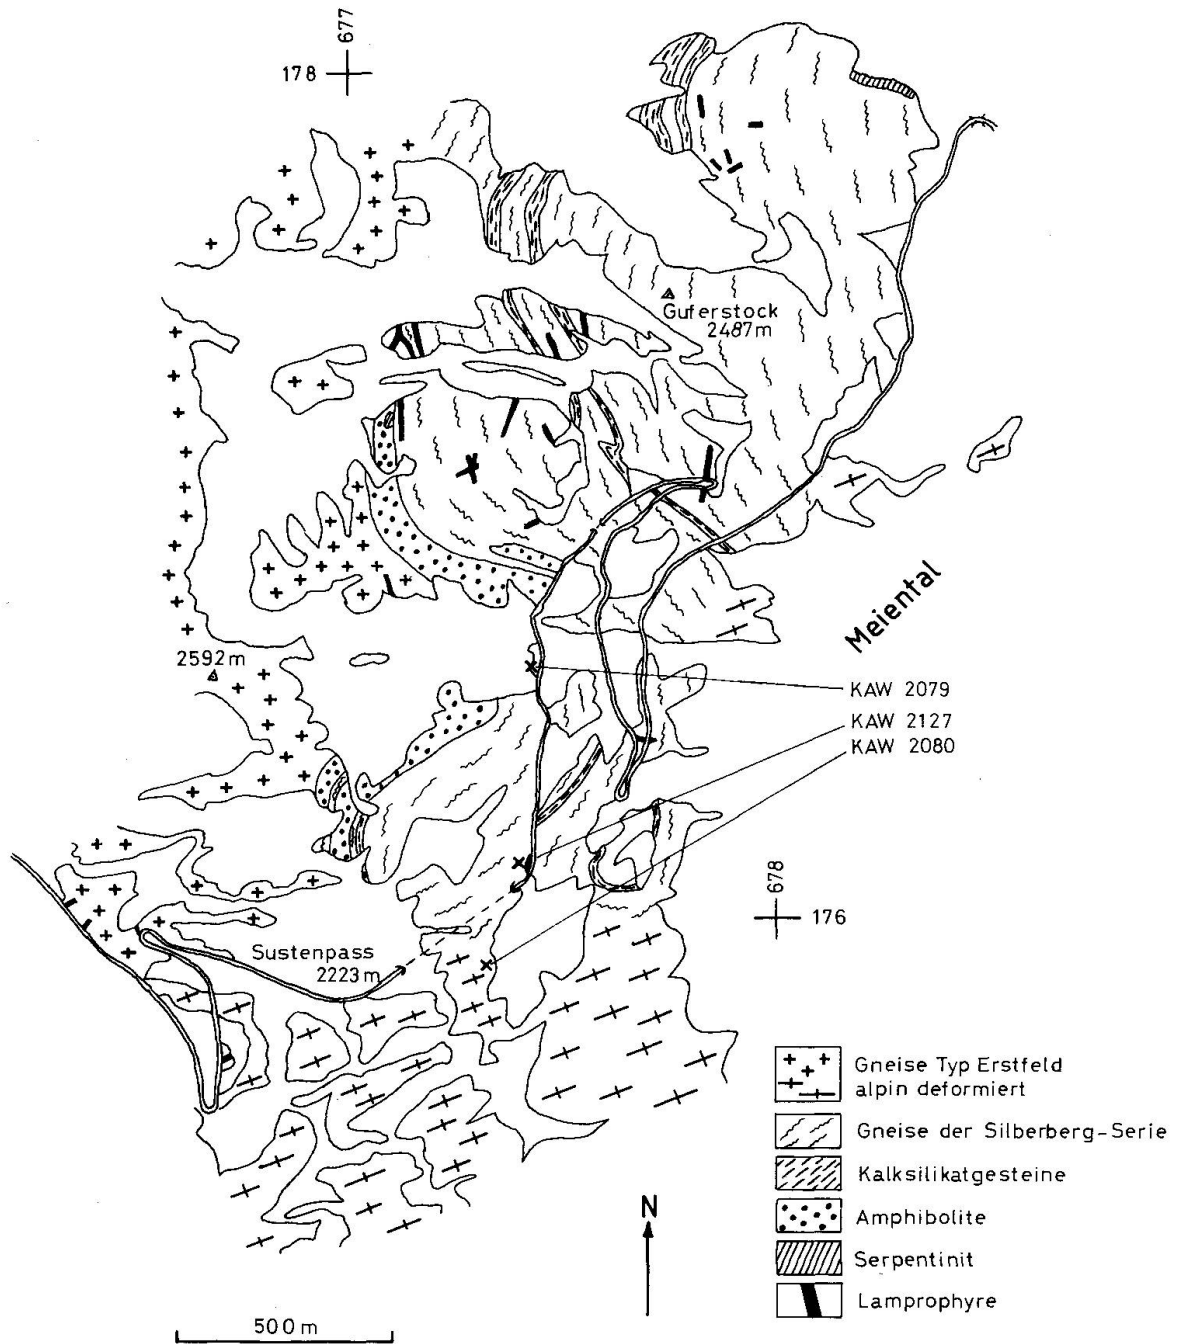 677
178
Guferstock
2487m
2592m
Meiental
KAW 2079
KAW 2127
KAW 2080
678
176
Sustenpass
2223m
Gneise Typ Erstfeld
alpin deformiert
Gneise der Silberberg-Serie
Kalksilikatgesteine
Amphibolite
Serpentinit
Lamprophyre
N
500m